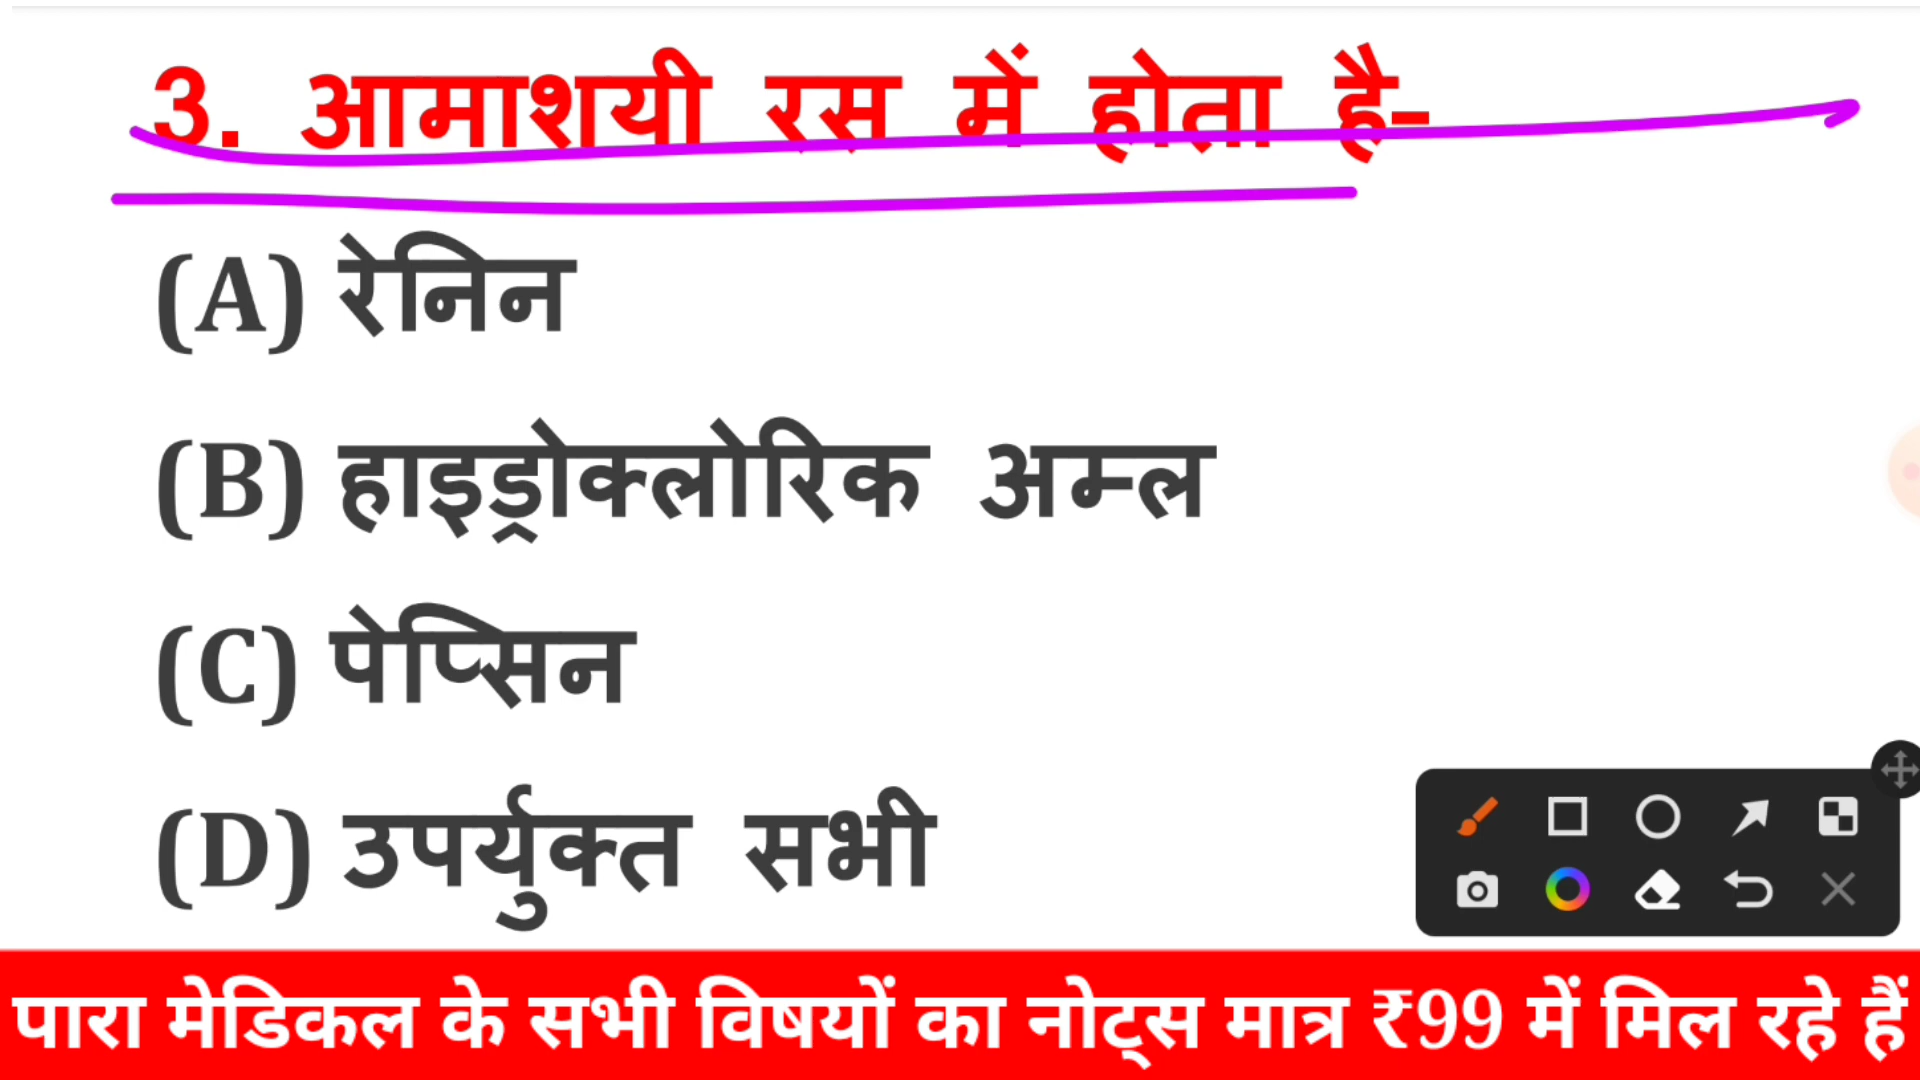 3. आमाशयी रस में होता है-
(A) रेनिन
(B) हाइड्रोक्लोरिक अम्ल
(C) पेप्सिन
(D) उपर्युक्त सभी
पारा मेडिकल के सभी विषयों का नोट्स मात्र ₹99 में मिल रहे हैं